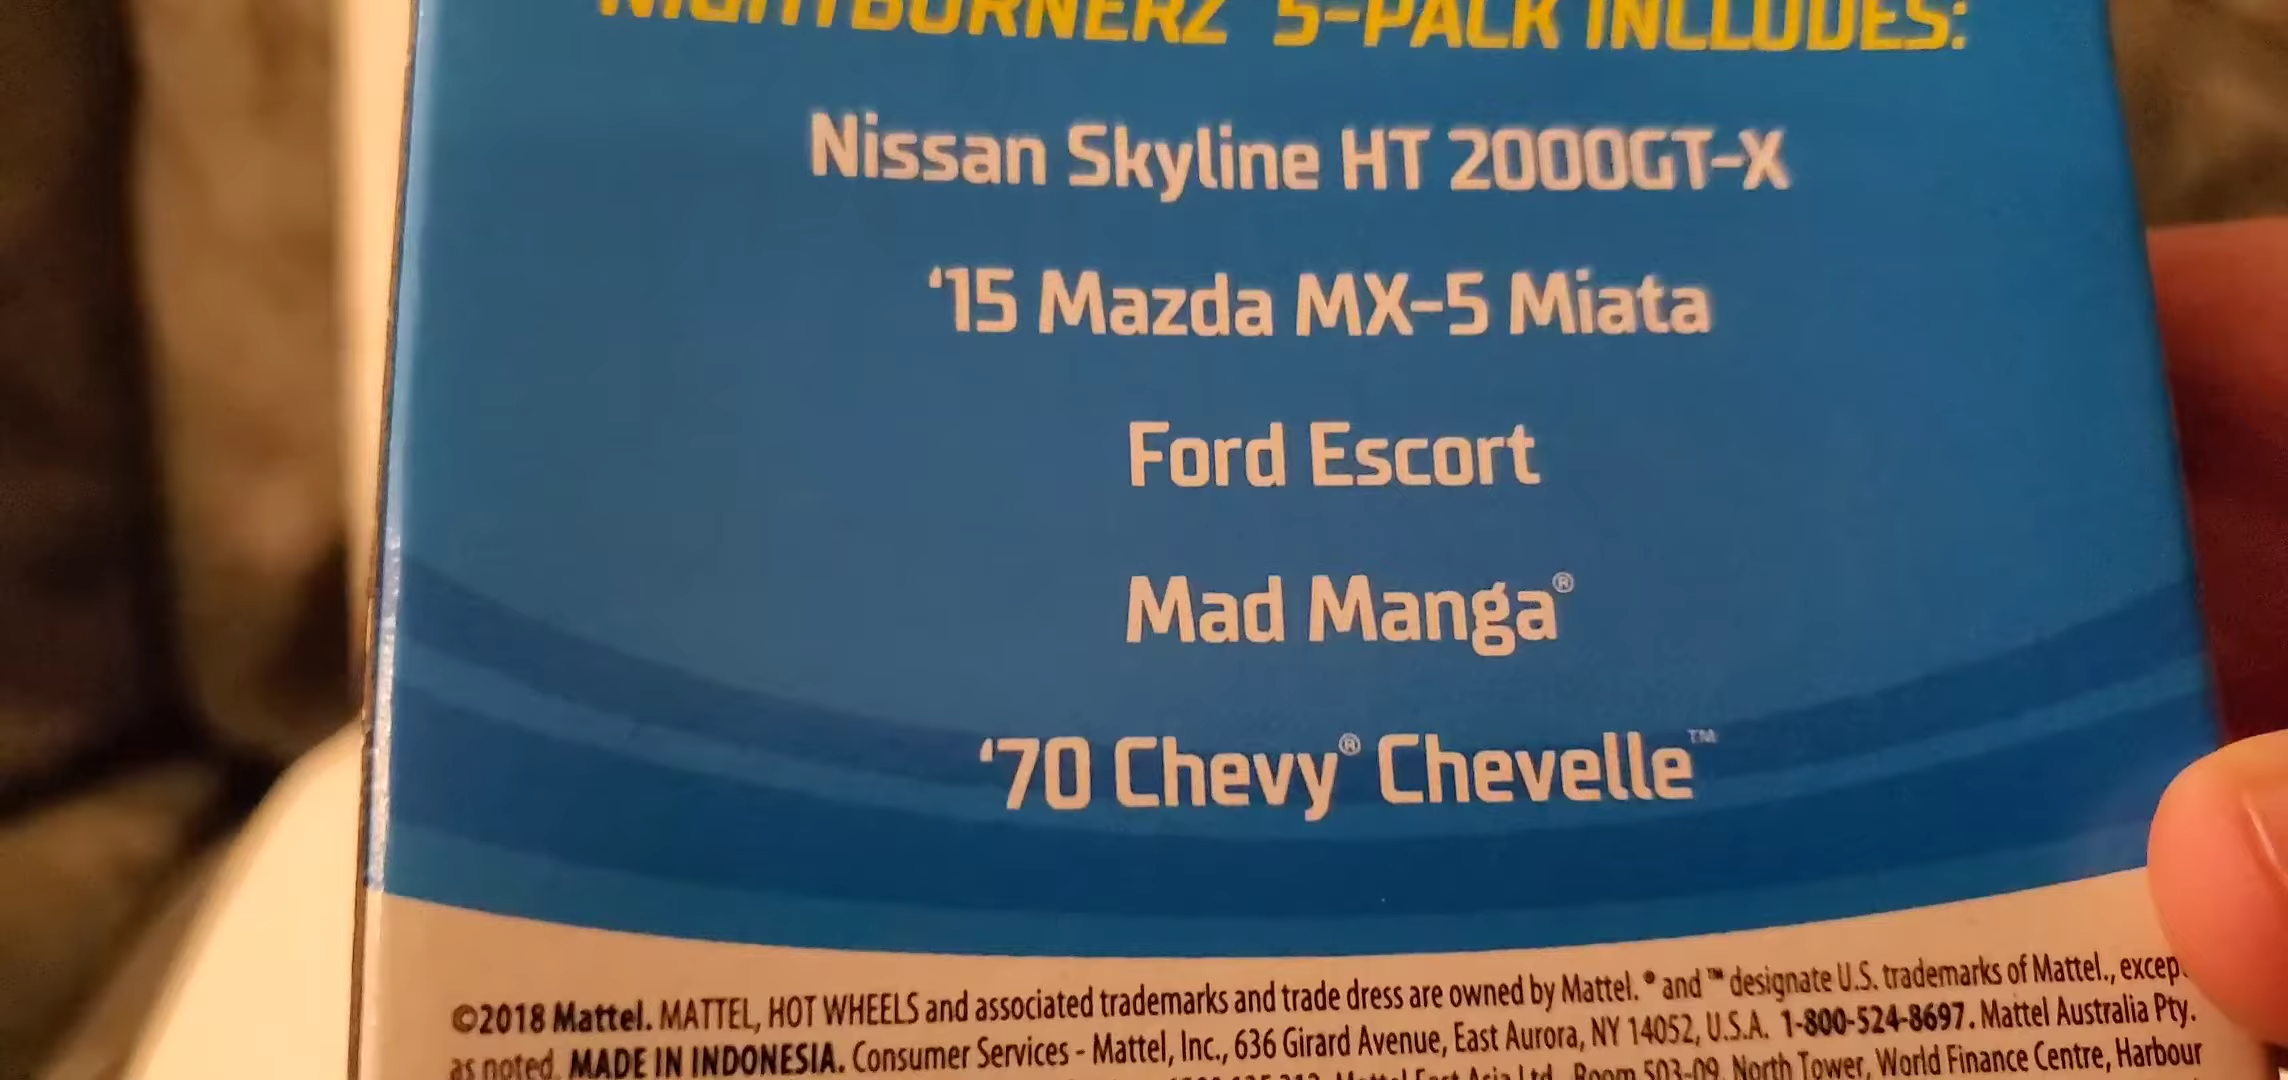 NIGHTBURNERZ 5-PACK INCLUDES:
Nissan Skyline HT 2000GT-X
‘15 Mazda MX-5 Miata
Ford Escort
Mad Manga®
‘70 Chevy® Chevelle™
©2018 Mattel. MATTEL, HOT WHEELS and associated trademarks and trade dress are owned by Mattel. ® and ™ designate U.S. trademarks of Mattel., excep
as noted. MADE IN INDONESIA. Consumer Services - Mattel, Inc., 636 Girard Avenue, East Aurora, NY 14052, U.S.A. 1-800-524-8697. Mattel Australia Pty.
Mattel East Asia Ltd., Room 503-09, North Tower, World Finance Centre, Harbour